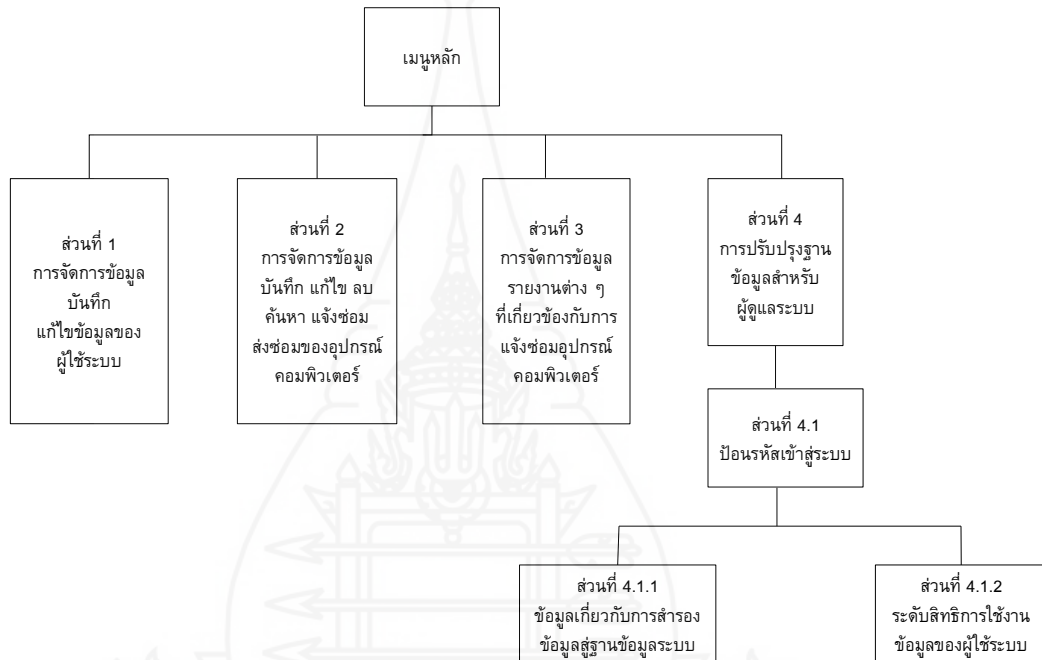 เมนูหลัก
ส่วนที่ 1
การจัดการข้อมูล
บันทึก
แก้ไขข้อมูลของ
ผู้ใช้ระบบ
ส่วนที่ 2
การจัดการข้อมูล
บันทึก แก้ไข ลบ
ค้นหา แจ้งซ่อม
ส่งซ่อมของอุปกรณ์
คอมพิวเตอร์
ส่วนที่ 3
การจัดการข้อมูล
รายงานต่าง ๆ
ที่เกี่ยวข้องกับการ
แจ้งซ่อมอุปกรณ์
คอมพิวเตอร์
ส่วนที่ 4
การปรับปรุงฐาน
ข้อมูลสำหรับ
ผู้ดูแลระบบ
ส่วนที่ 4.1
ป้อนรหัสเข้าสู่ระบบ
ส่วนที่ 4.1.1
ข้อมูลเกี่ยวกับการสำรอง
ข้อมูลสู่ฐานข้อมูลระบบ
ส่วนที่ 4.1.2
ระดับสิทธิการใช้งาน
ข้อมูลของผู้ใช้ระบบ